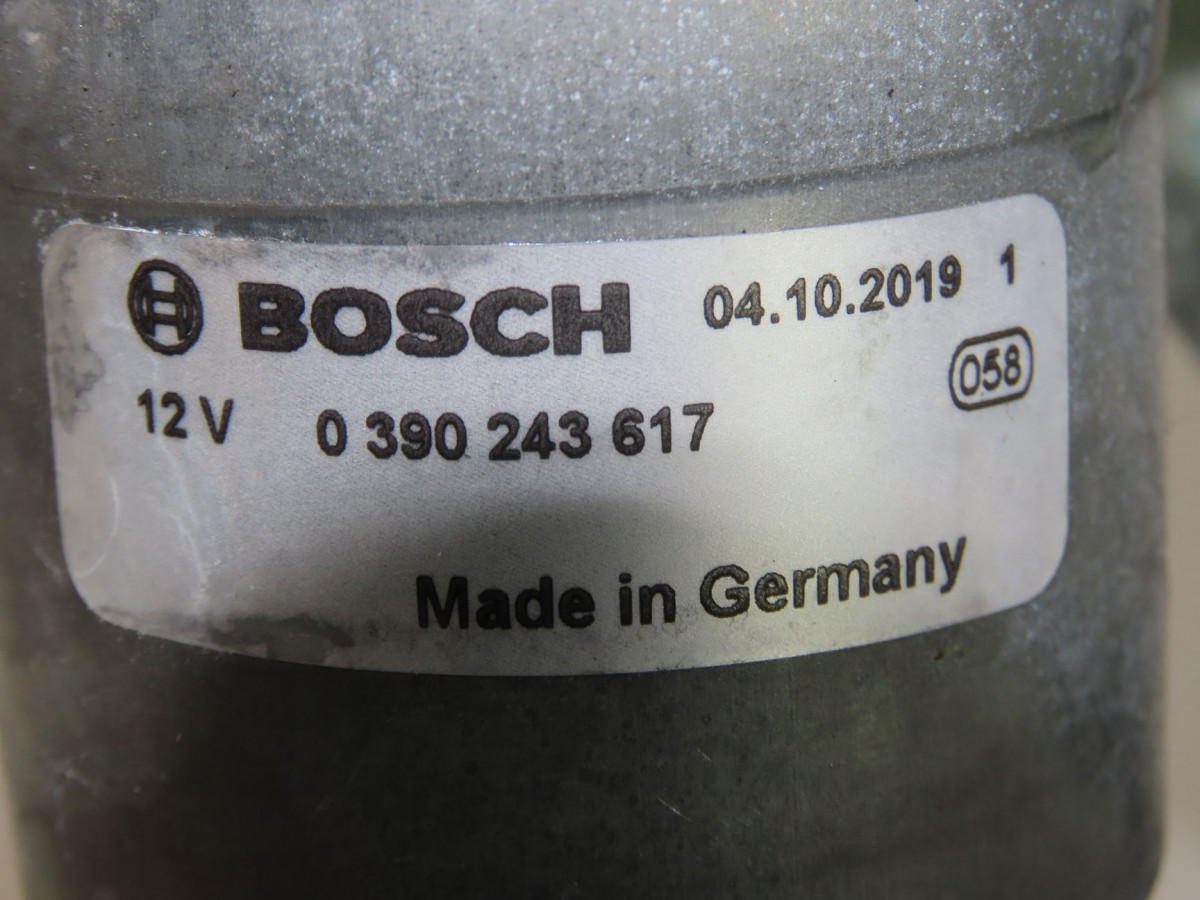 BOSCH 04.10.2019 1
058
12 V 0 390 243 617
Made in Germany